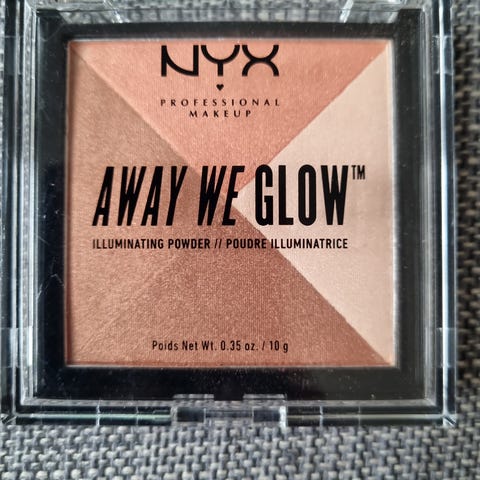 NYX
PROFESSIONAL
MAKEUP
AWAY WE GLOW™
ILLUMINATING POWDER // POUDRE ILLUMINATRICE
Poids Net Wt. 0.35 oz. / 10 g